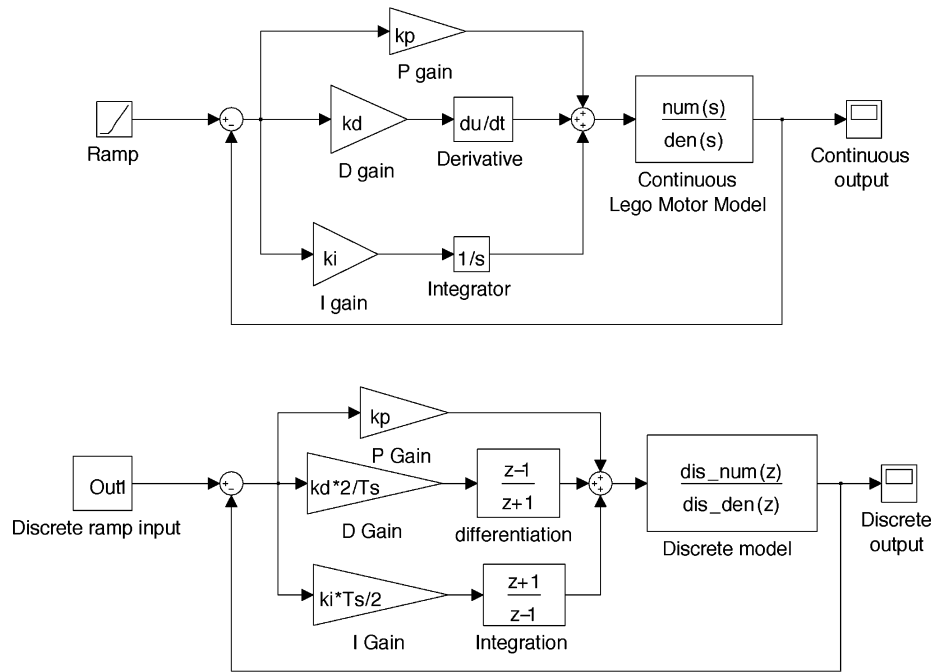 kp
P gain
Ramp
+
−
kd
D gain
du/dt
Derivative
+
+
+
num(s)
den(s)
Continuous
Lego Motor Model
Continuous
output
ki
I gain
1/s
Integrator
kp
P Gain
Out1
Discrete ramp input
+
−
kd*2/Ts
D Gain
z−1
z+1
differentiation
+
+
+
dis_num(z)
dis_den(z)
Discrete model
Discrete
output
ki*Ts/2
I Gain
z+1
z−1
Integration